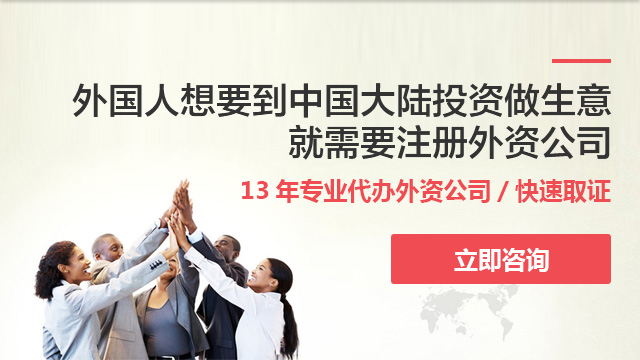 外国人想要到中国大陆投资做生意
就需要注册外资公司
13年专业代办外资公司/快速取证
立即咨询